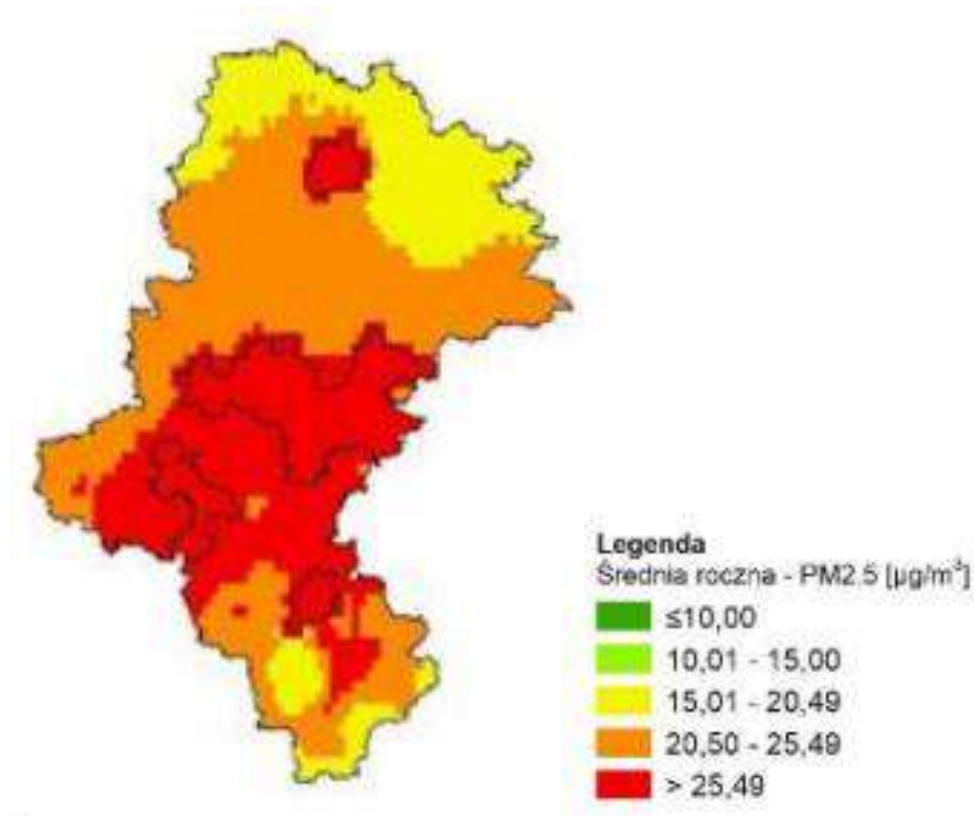 Legenda
Średnia roczna - PM2.5 [µg/m³]
≤10,00
10,01 - 15,00
15,01 - 20,49
20,50 - 25,49
> 25,49